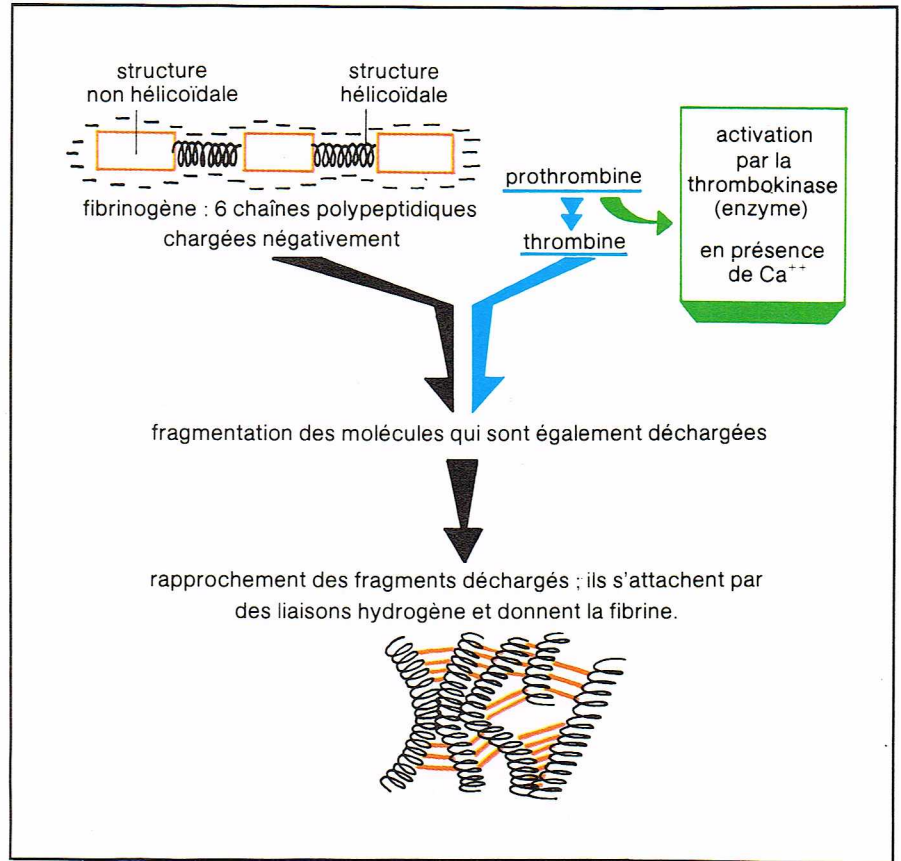 structure
non hélicoïdale
structure
hélicoïdale
fibrinogène : 6 chaînes polypeptidiques
chargées négativement
prothrombine
thrombine
activation
par la
thrombokinase
(enzyme)
en présence
de Ca⁺⁺
fragmentation des molécules qui sont également déchargées
rapprochement des fragments déchargés ; ils s'attachent par
des liaisons hydrogène et donnent la fibrine.